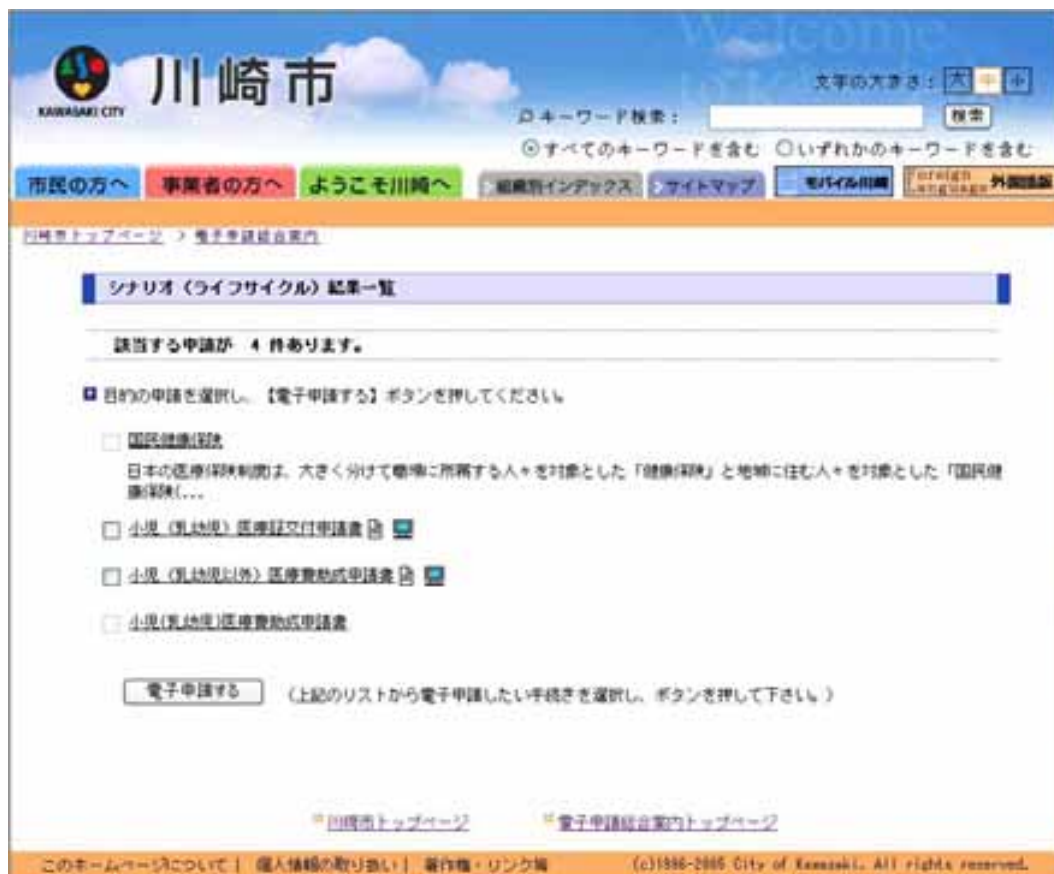 Welcome
川崎市
KAWASAKI CITY
文字の大きさ： 大 中 小
キーワード検索： 検索
すべてのキーワードを含む いずれかのキーワードを含む
市民の方へ 事業者の方へ ようこそ川崎へ 組織別インデックス サイトマップ モバイル川崎 Foreign Language 外国語版
川崎市トップページ > 電子申請総合案内
シナリオ（ライフサイクル）結果一覧
該当する申請が 4 件あります。
目的の申請を選択し、【電子申請する】ボタンを押してください。
国民健康保険
日本の医療保険制度は、大きく分けて職場に所属する人々を対象とした「健康保険」と地域に住む人々を対象とした「国民健
康保険(...
小児（乳幼児）医療証交付申請書
小児（乳幼児以外）医療費助成申請書
小児(乳幼児)医療費助成申請書
電子申請する （上記のリストから電子申請したい手続きを選択し、ボタンを押して下さい。）
川崎市トップページ 電子申請総合案内トップページ
このホームページについて | 個人情報の取り扱い | 著作権・リンク等 (c)1996-2005 City of Kawasaki. All rights reserved.